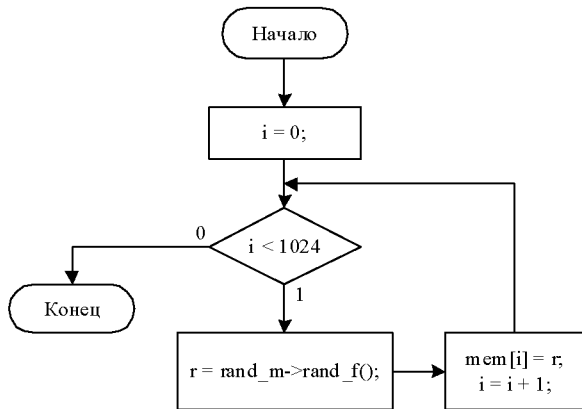 Начало
i = 0;
i < 1024
0
1
Конец
r = rand_m->rand_f();
mem[i] = r;
i = i + 1;